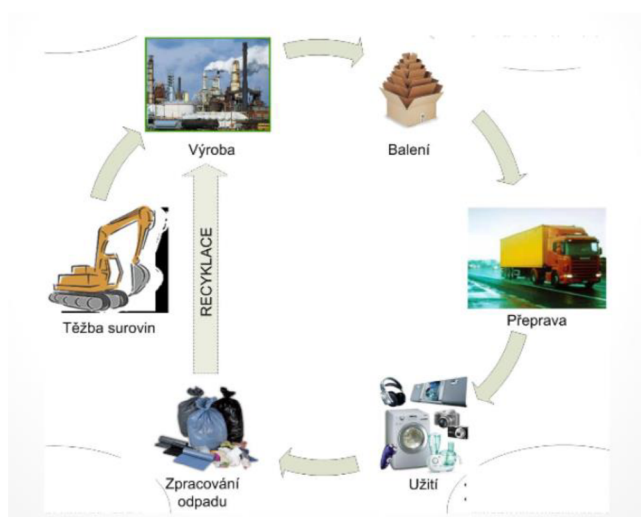 Výroba
Balení
Přeprava
Užití
Zpracování
odpadu
RECYKLACE
Těžba surovin